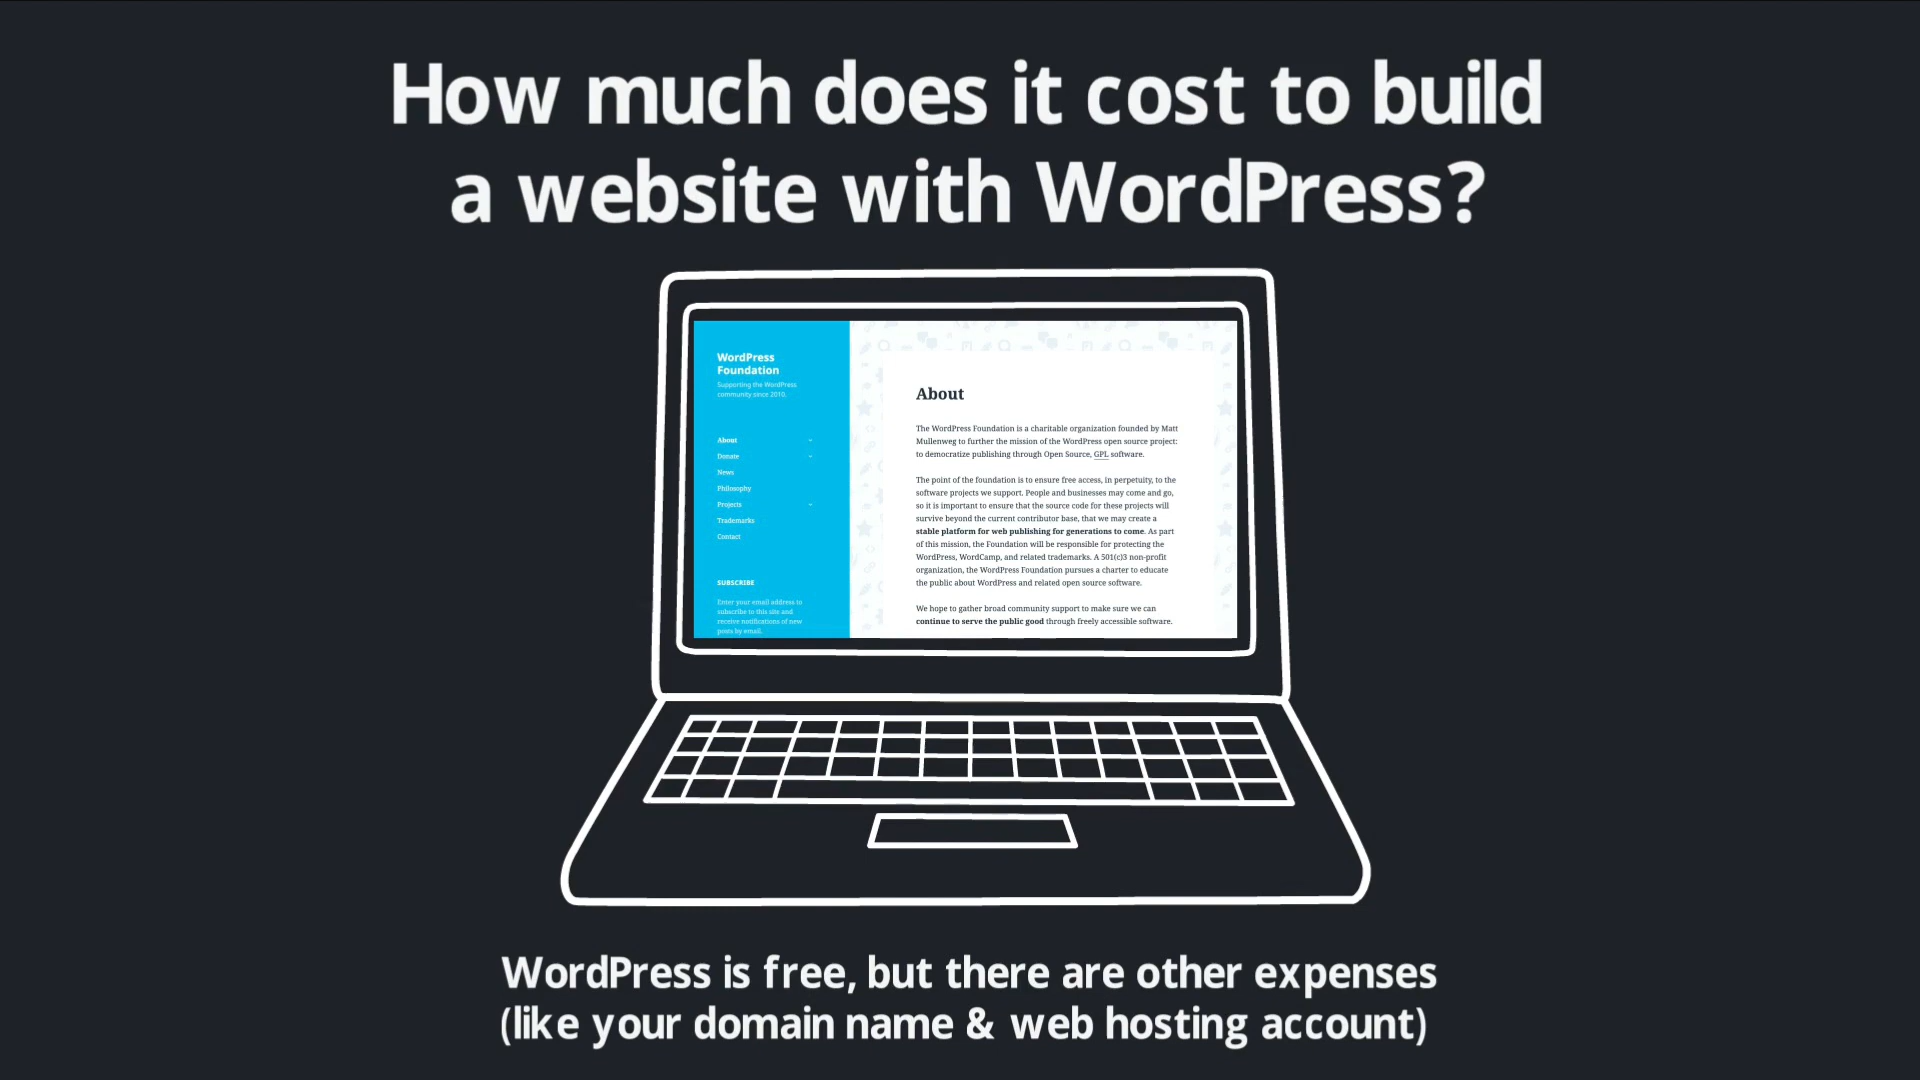 How much does it cost to build
a website with WordPress?
WordPress
Foundation
Supporting the WordPress
community since 2010.
About
Donate
News
Philosophy
Projects
Trademarks
Contact
SUBSCRIBE
Enter your email address to
subscribe to this site and
receive notifications of new
posts by email.
About
The WordPress Foundation is a charitable organization founded by Matt
Mullenweg to further the mission of the WordPress open source project:
to democratize publishing through Open Source, GPL software.
The point of the foundation is to ensure free access, in perpetuity, to the
software projects we support. People and businesses may come and go,
so it is important to ensure that the source code for these projects will
survive beyond the current contributor base, that we may create a
stable platform for web publishing for generations to come. As part
of this mission, the Foundation will be responsible for protecting the
WordPress, WordCamp, and related trademarks. A 501(c)3 non-profit
organization, the WordPress Foundation pursues a charter to educate
the public about WordPress and related open source software.
We hope to gather broad community support to make sure we can
continue to serve the public good through freely accessible software.
WordPress is free, but there are other expenses
(like your domain name & web hosting account)